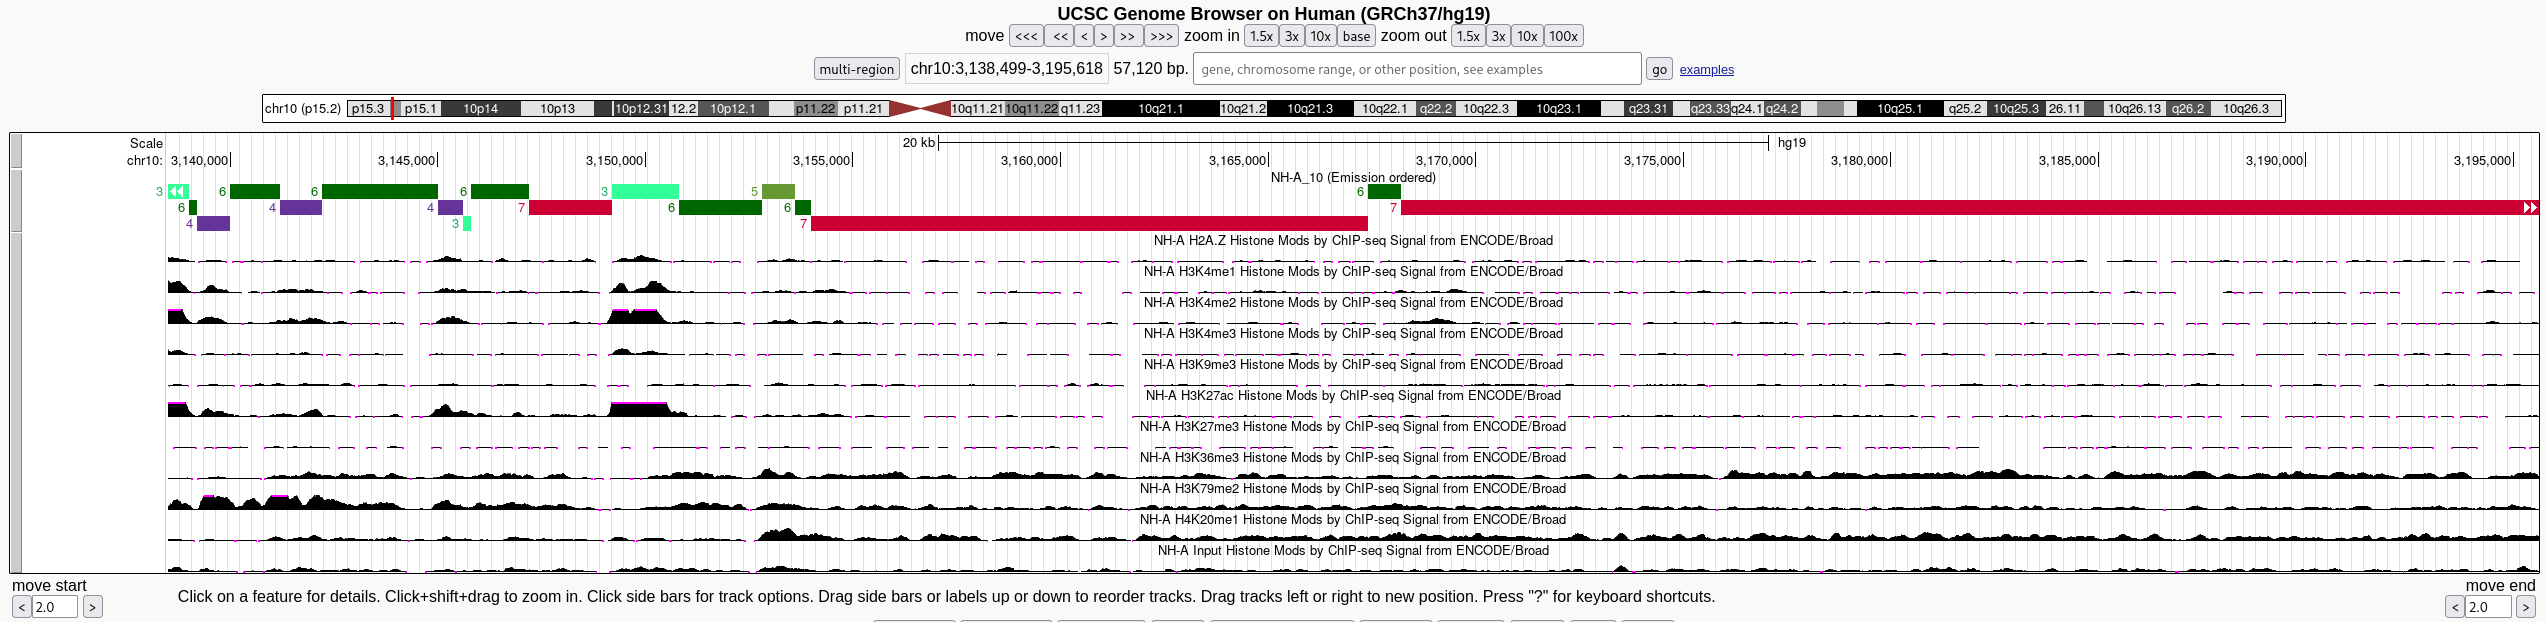 UCSC Genome Browser on Human (GRCh37/hg19)
move <<< << < > >> >>> zoom in 1.5x 3x 10x base zoom out 1.5x 3x 10x 100x
multi-region chr10:3,138,499-3,195,618 57,120 bp. gene, chromosome range, or other position, see examples go examples
chr10 (p15.2) p15.3 p15.1 10p14 10p13 10p12.31 12.2 10p12.1 p11.22 p11.21 10q11.21 10q11.22 q11.23 10q21.1 10q21.2 10q21.3 10q22.1 q22.2 10q22.3 10q23.1 q23.31 q23.33 q24.1 q24.2 10q25.1 q25.2 10q25.3 26.11 10q26.13 q26.2 10q26.3
Scale 20 kb hg19
chr10: 3,140,000 3,145,000 3,150,000 3,155,000 3,160,000 3,165,000 3,170,000 3,175,000 3,180,000 3,185,000 3,190,000 3,195,000
NH-A_10 (Emission ordered)
3 6 6 6 3 5 6
6 4 4 7 6 6 7
4 3 7
NH-A H2A.Z Histone Mods by ChIP-seq Signal from ENCODE/Broad
NH-A H3K4me1 Histone Mods by ChIP-seq Signal from ENCODE/Broad
NH-A H3K4me2 Histone Mods by ChIP-seq Signal from ENCODE/Broad
NH-A H3K4me3 Histone Mods by ChIP-seq Signal from ENCODE/Broad
NH-A H3K9me3 Histone Mods by ChIP-seq Signal from ENCODE/Broad
NH-A H3K27ac Histone Mods by ChIP-seq Signal from ENCODE/Broad
NH-A H3K27me3 Histone Mods by ChIP-seq Signal from ENCODE/Broad
NH-A H3K36me3 Histone Mods by ChIP-seq Signal from ENCODE/Broad
NH-A H3K79me2 Histone Mods by ChIP-seq Signal from ENCODE/Broad
NH-A H4K20me1 Histone Mods by ChIP-seq Signal from ENCODE/Broad
NH-A Input Histone Mods by ChIP-seq Signal from ENCODE/Broad
move start move end
Click on a feature for details. Click+shift+drag to zoom in. Click side bars for track options. Drag side bars or labels up or down to reorder tracks. Drag tracks left or right to new position. Press "?" for keyboard shortcuts.
< 2.0 > < 2.0 >